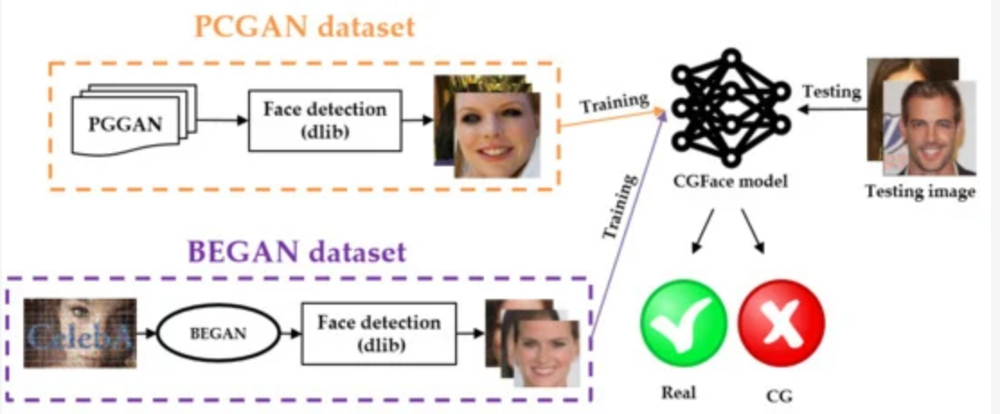 PCGAN dataset
PGGAN
Face detection
(dlib)
Training
Testing
CGFace model
Testing image
Training
BEGAN dataset
CelebA
BEGAN
Face detection
(dlib)
Real
CG